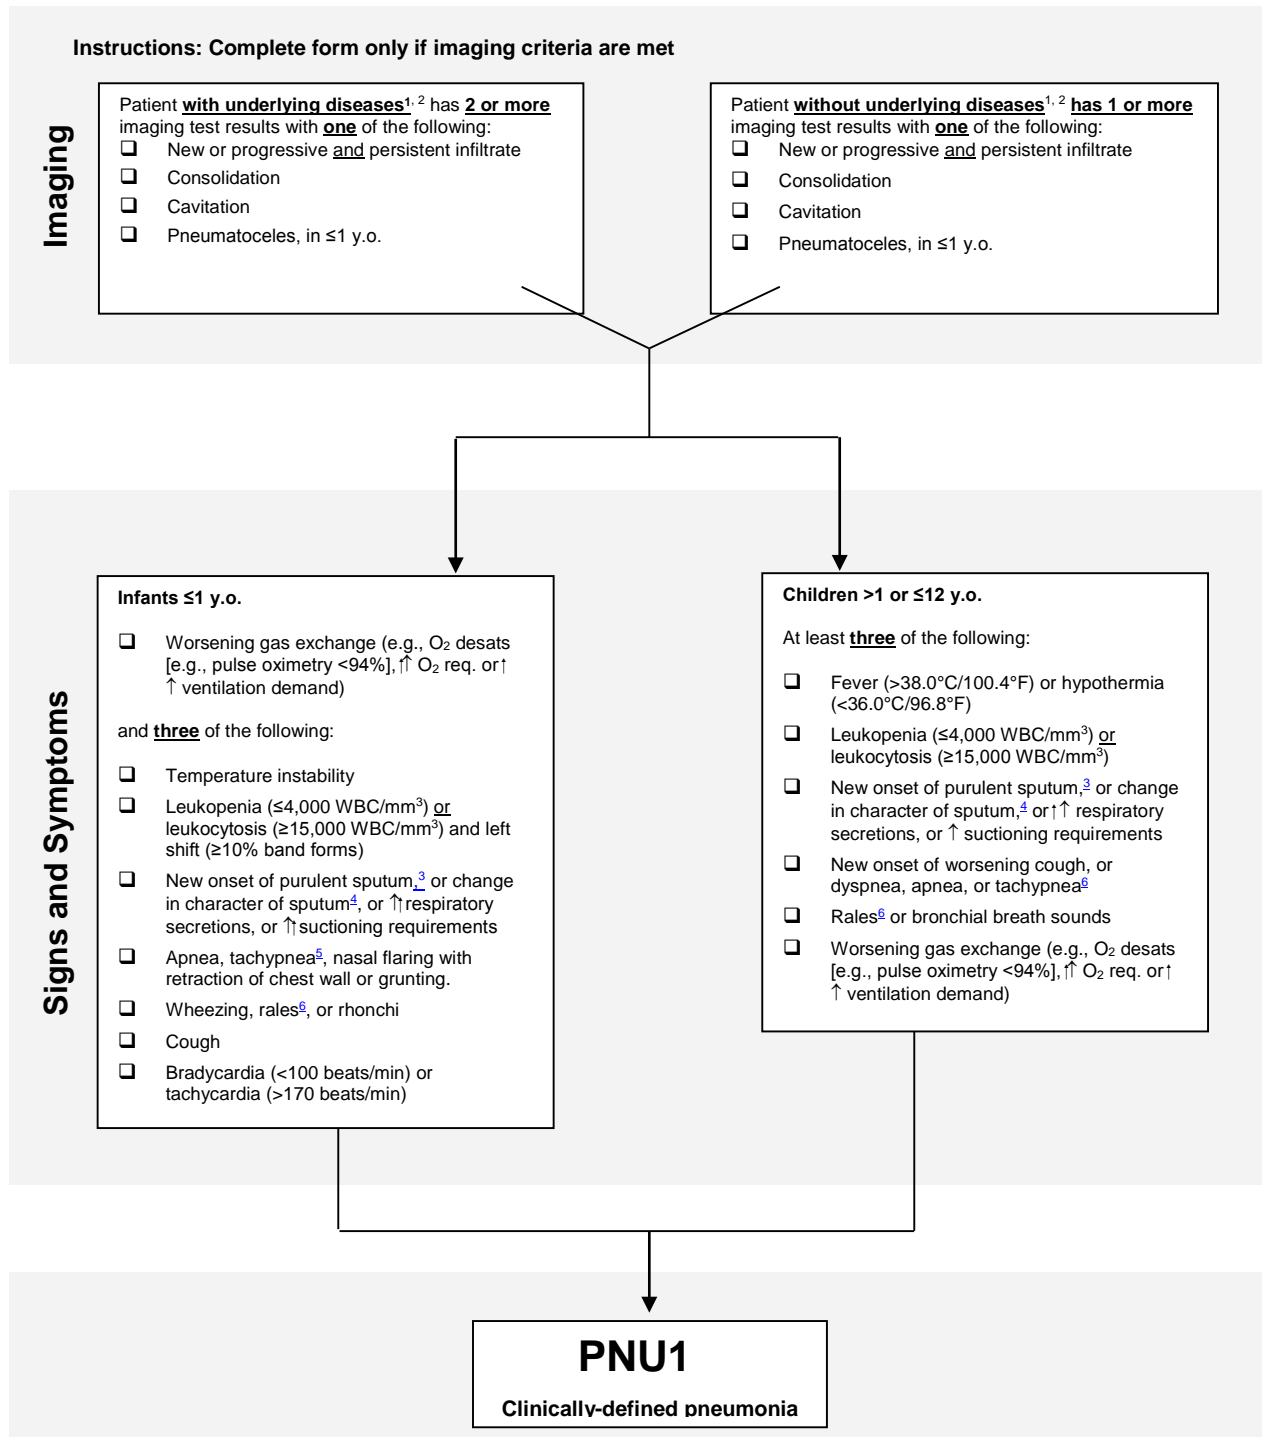 Instructions: Complete form only if imaging criteria are met
Imaging
Patient with underlying diseases1, 2 has 2 or more
imaging test results with one of the following:
❑ New or progressive and persistent infiltrate
❑ Consolidation
❑ Cavitation
❑ Pneumatoceles, in ≤1 y.o.
Patient without underlying diseases1, 2 has 1 or more
imaging test results with one of the following:
❑ New or progressive and persistent infiltrate
❑ Consolidation
❑ Cavitation
❑ Pneumatoceles, in ≤1 y.o.
Signs and Symptoms
Infants ≤1 y.o.
❑ Worsening gas exchange (e.g., O2 desats
[e.g., pulse oximetry <94%],↑↑ O2 req. or↑
↑ ventilation demand)
and three of the following:
❑ Temperature instability
❑ Leukopenia (≤4,000 WBC/mm3) or
leukocytosis (≥15,000 WBC/mm3) and left
shift (≥10% band forms)
❑ New onset of purulent sputum,3 or change
in character of sputum4, or ↑↑respiratory
secretions, or ↑↑suctioning requirements
❑ Apnea, tachypnea5, nasal flaring with
retraction of chest wall or grunting.
❑ Wheezing, rales6, or rhonchi
❑ Cough
❑ Bradycardia (<100 beats/min) or
tachycardia (>170 beats/min)
Children >1 or ≤12 y.o.
At least three of the following:
❑ Fever (>38.0°C/100.4°F) or hypothermia
(<36.0°C/96.8°F)
❑ Leukopenia (≤4,000 WBC/mm3) or
leukocytosis (≥15,000 WBC/mm3)
❑ New onset of purulent sputum,3 or change
in character of sputum,4 or↑↑ respiratory
secretions, or ↑ suctioning requirements
❑ New onset of worsening cough, or
dyspnea, apnea, or tachypnea6
❑ Rales6 or bronchial breath sounds
❑ Worsening gas exchange (e.g., O2 desats
[e.g., pulse oximetry <94%],↑↑ O2 req. or↑
↑ ventilation demand)
PNU1
Clinically-defined pneumonia